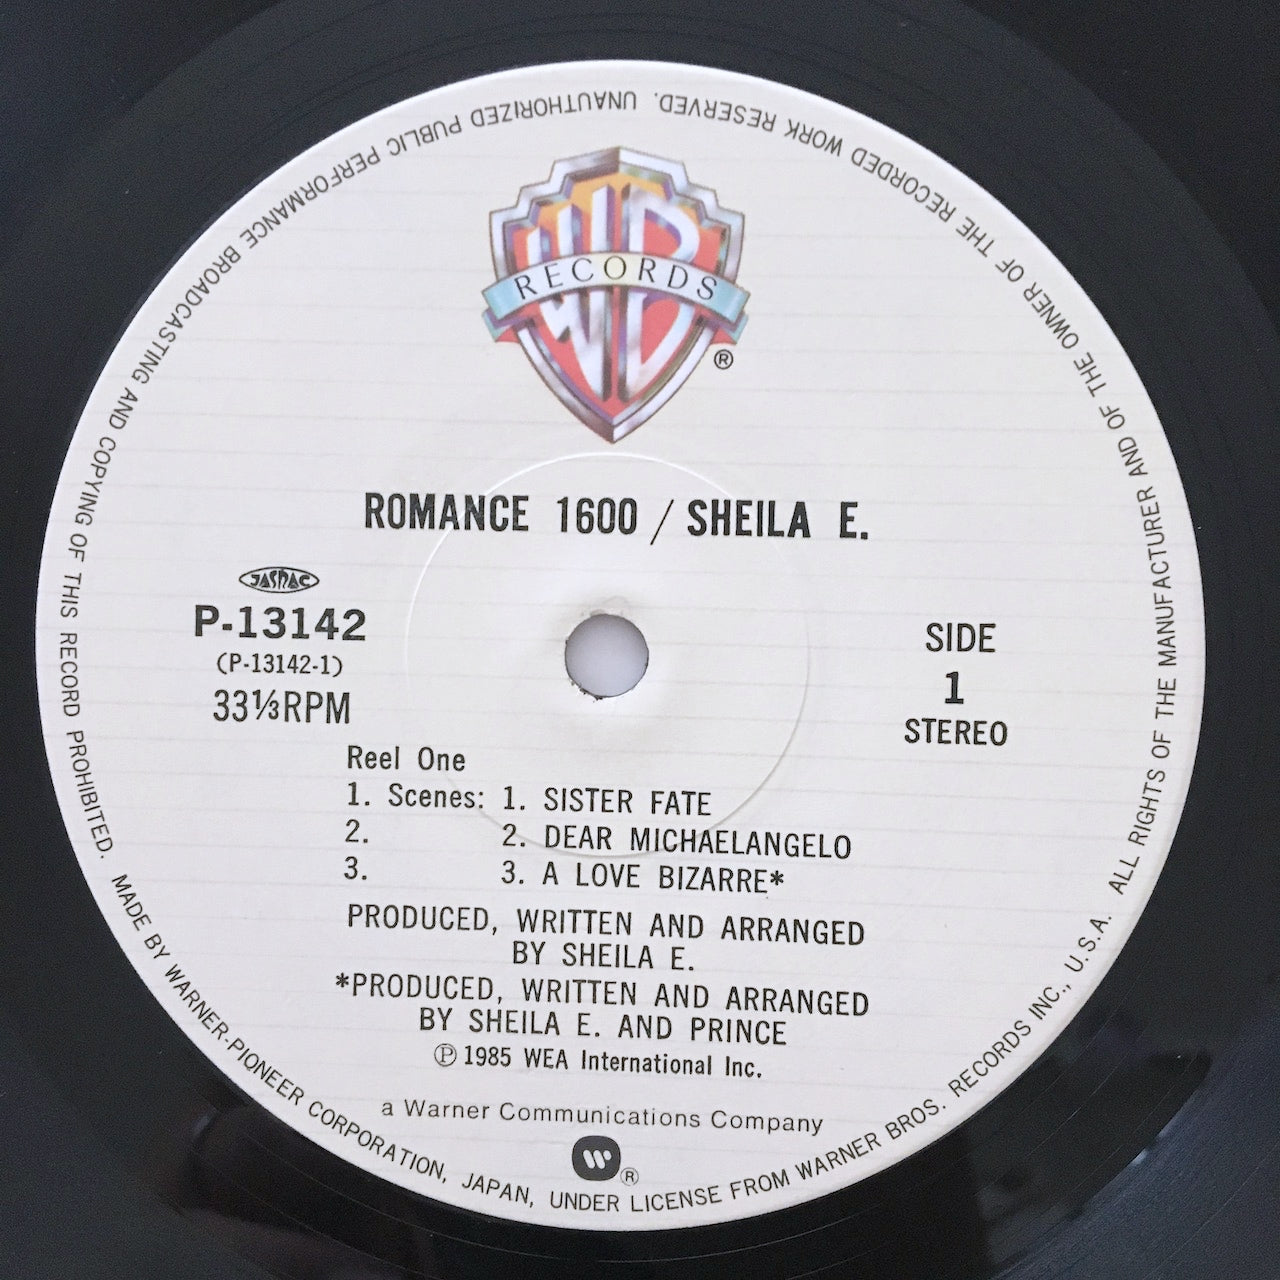 WB
RECORDS
®
ROMANCE 1600 / SHEILA E.
JASRAC
P-13142
(P-13142-1)
33⅓RPM
SIDE
1
STEREO
Reel One
1. Scenes: 1. SISTER FATE
2. 2. DEAR MICHAELANGELO
3. 3. A LOVE BIZARRE*
PRODUCED, WRITTEN AND ARRANGED
BY SHEILA E.
*PRODUCED, WRITTEN AND ARRANGED
BY SHEILA E. AND PRINCE
℗ 1985 WEA International Inc.
a Warner Communications Company
®
MADE BY WARNER-PIONEER CORPORATION, JAPAN, UNDER LICENSE FROM WARNER BROS. RECORDS INC., U.S.A. ALL RIGHTS OF THE MANUFACTURER AND OF THE OWNER OF THE RECORDED WORK RESERVED. UNAUTHORIZED PUBLIC PERFORMANCE BROADCASTING AND COPYING OF THIS RECORD PROHIBITED.